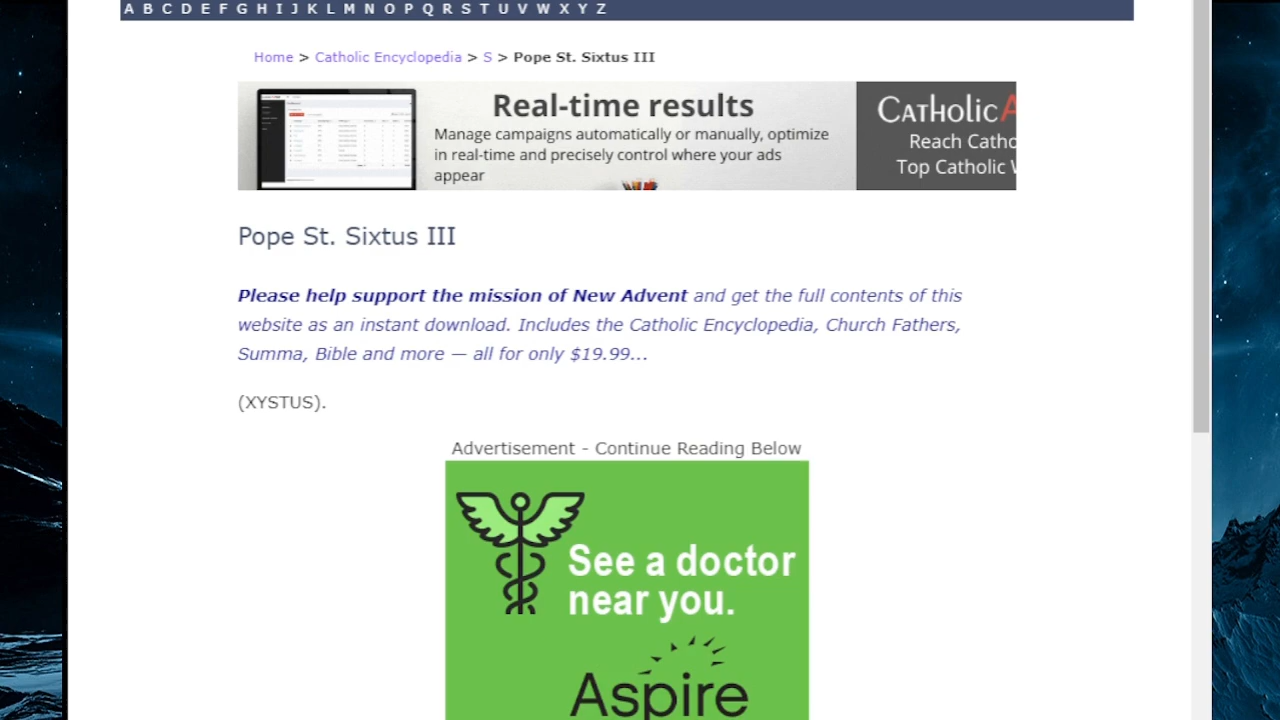 A B C D E F G H I J K L M N O P Q R S T U V W X Y Z
Home > Catholic Encyclopedia > S > Pope St. Sixtus III
Real-time results
Manage campaigns automatically or manually, optimize
in real-time and precisely control where your ads
appear
CATHOLICA
Reach Catho
Top Catholic W
Pope St. Sixtus III
Please help support the mission of New Advent and get the full contents of this
website as an instant download. Includes the Catholic Encyclopedia, Church Fathers,
Summa, Bible and more — all for only $19.99...
(XYSTUS).
Advertisement - Continue Reading Below
See a doctor
near you.
Aspire